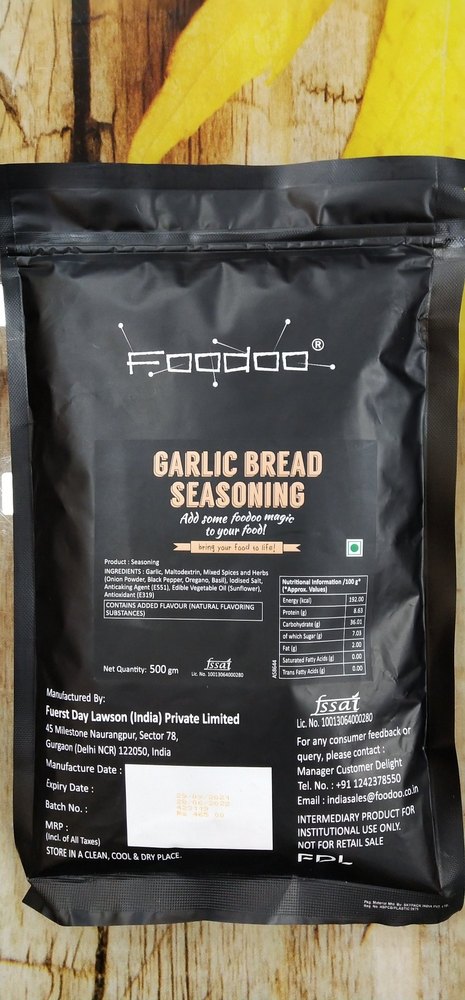 Foodoo®
GARLIC BREAD
SEASONING
Add some foodoo magic
to your food!
bring your food to life!
Product : Seasoning
INGREDIENTS : Garlic, Maltodextrin, Mixed Spices and Herbs
(Onion Powder, Black Pepper, Oregano, Basil), Iodised Salt,
Anticaking Agent (E551), Edible Vegetable Oil (Sunflower),
Antioxidant (E319)
CONTAINS ADDED FLAVOUR (NATURAL FLAVORING
SUBSTANCES)
Nutritional Information /100 g*
(*Approx. Values)
Energy (kcal) 192.00
Protein (g) 8.63
Carbohydrate (g) 36.01
of which Sugar (g) 7.03
Fat (g) 2.00
Saturated Fatty Acids (g) 0.00
Trans Fatty Acids (g) 0.00
Net Quantity: 500 gm
fssai
Lic. No. 10013064000280
Manufactured By:
Fuerst Day Lawson (India) Private Limited
45 Milestone Naurangpur, Sector 78,
Gurgaon (Delhi NCR) 122050, India
Manufacture Date :
Expiry Date :
Batch No. :
MRP :
(Incl. of All Taxes)
Rs 465.00
STORE IN A CLEAN, COOL & DRY PLACE.
fssai
Lic. No. 10013064000280
For any consumer feedback or
query, please contact :
Manager Customer Delight
Tel. No. : +91 1242378550
Email : indiasales@foodoo.co.in
INTERMEDIARY PRODUCT FOR
INSTITUTIONAL USE ONLY.
NOT FOR RETAIL SALE
FDL